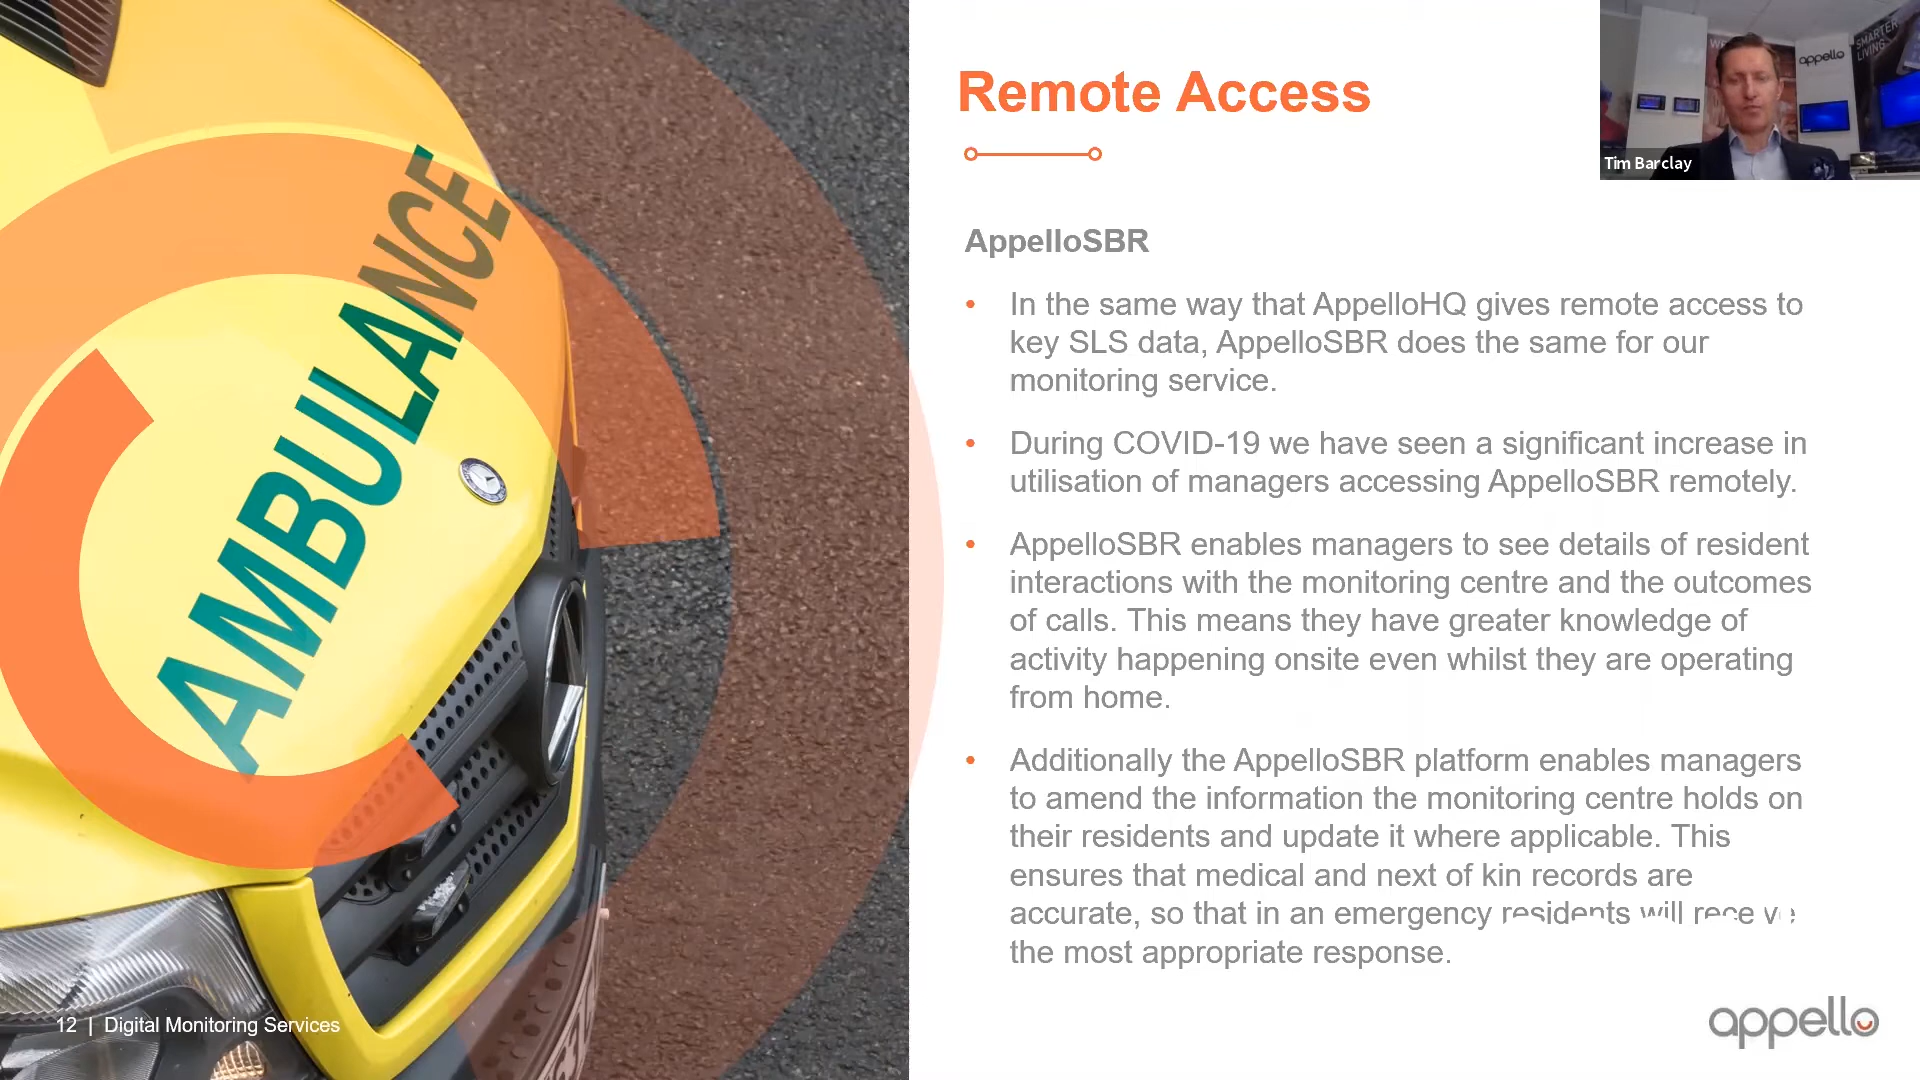 Remote Access
AppelloSBR
• In the same way that AppelloHQ gives remote access to
key SLS data, AppelloSBR does the same for our
monitoring service.
• During COVID-19 we have seen a significant increase in
utilisation of managers accessing AppelloSBR remotely.
• AppelloSBR enables managers to see details of resident
interactions with the monitoring centre and the outcomes
of calls. This means they have greater knowledge of
activity happening onsite even whilst they are operating
from home.
• Additionally the AppelloSBR platform enables managers
to amend the information the monitoring centre holds on
their residents and update it where applicable. This
ensures that medical and next of kin records are
accurate, so that in an emergency residents will receive
the most appropriate response.
appello
AMBULANCE
12 | Digital Monitoring Services
appello
SMARTER
LIVING
Tim Barclay